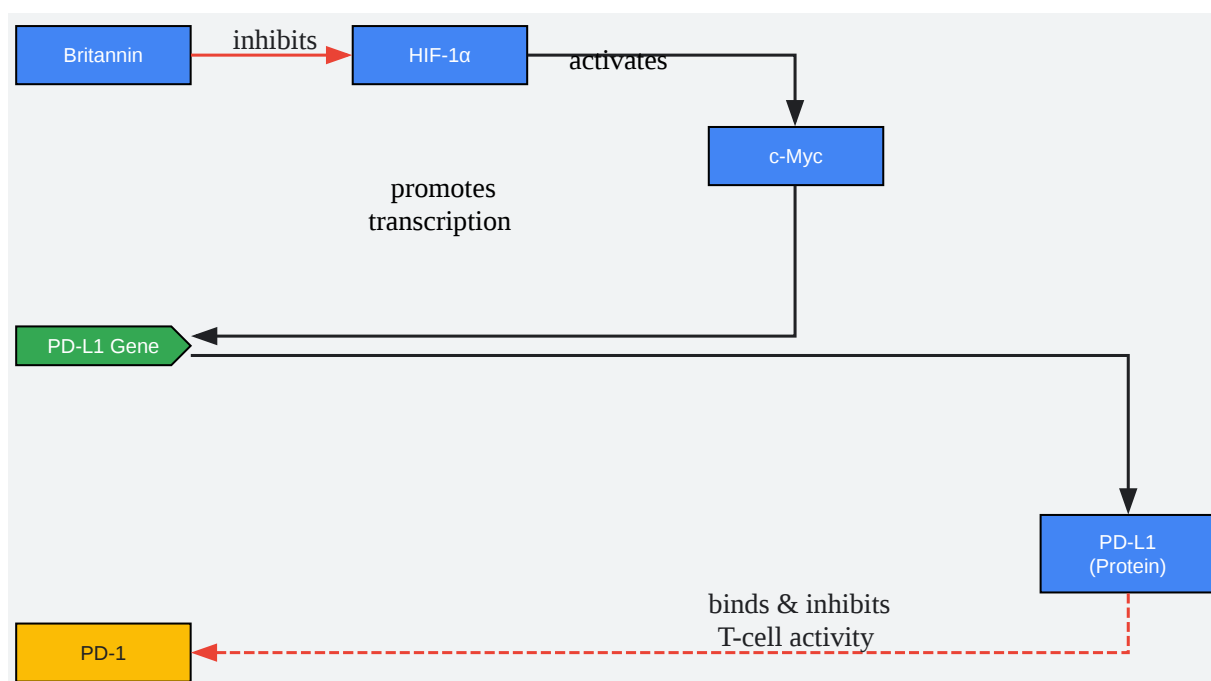 Britannin
inhibits
HIF-1α
activates
c-Myc
promotes
transcription
PD-L1 Gene
PD-L1
(Protein)
binds & inhibits
T-cell activity
PD-1